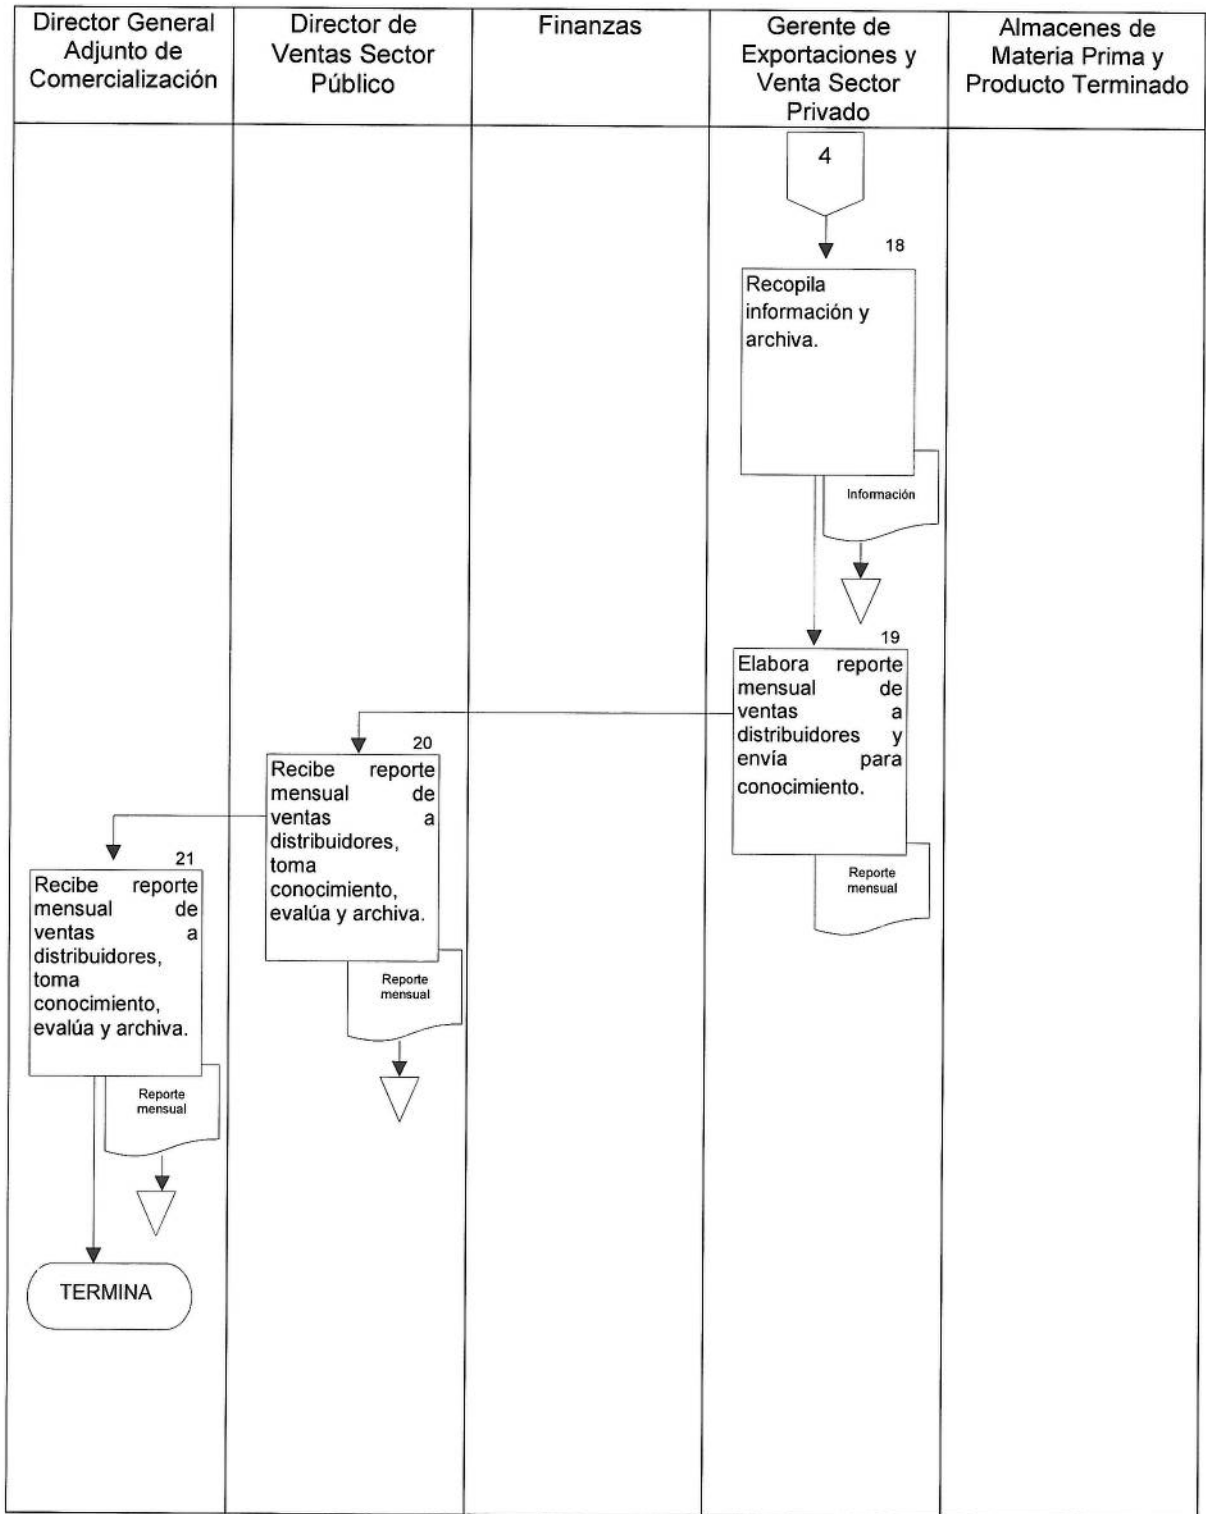 Director General
Adjunto de
Comercialización
Director de
Ventas Sector
Público
Finanzas
Gerente de
Exportaciones y
Venta Sector
Privado
Almacenes de
Materia Prima y
Producto Terminado
4
18
Recopila
información y
archiva.
Información
19
Elabora reporte
mensual de
ventas a
distribuidores y
envía para
conocimiento.
Reporte
mensual
20
Recibe reporte
mensual de
ventas a
distribuidores,
toma
conocimiento,
evalúa y archiva.
Reporte
mensual
21
Recibe reporte
mensual de
ventas a
distribuidores,
toma
conocimiento,
evalúa y archiva.
Reporte
mensual
TERMINA